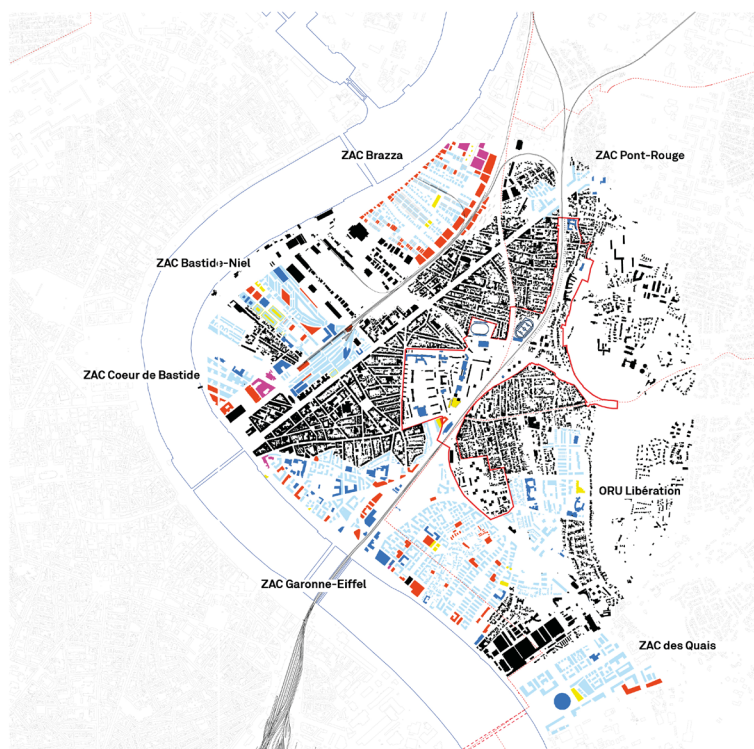 ZAC Brazza
ZAC Pont-Rouge
ZAC Bastide-Niel
ZAC Coeur de Bastide
ORU Libération
ZAC Garonne-Eiffel
ZAC des Quais